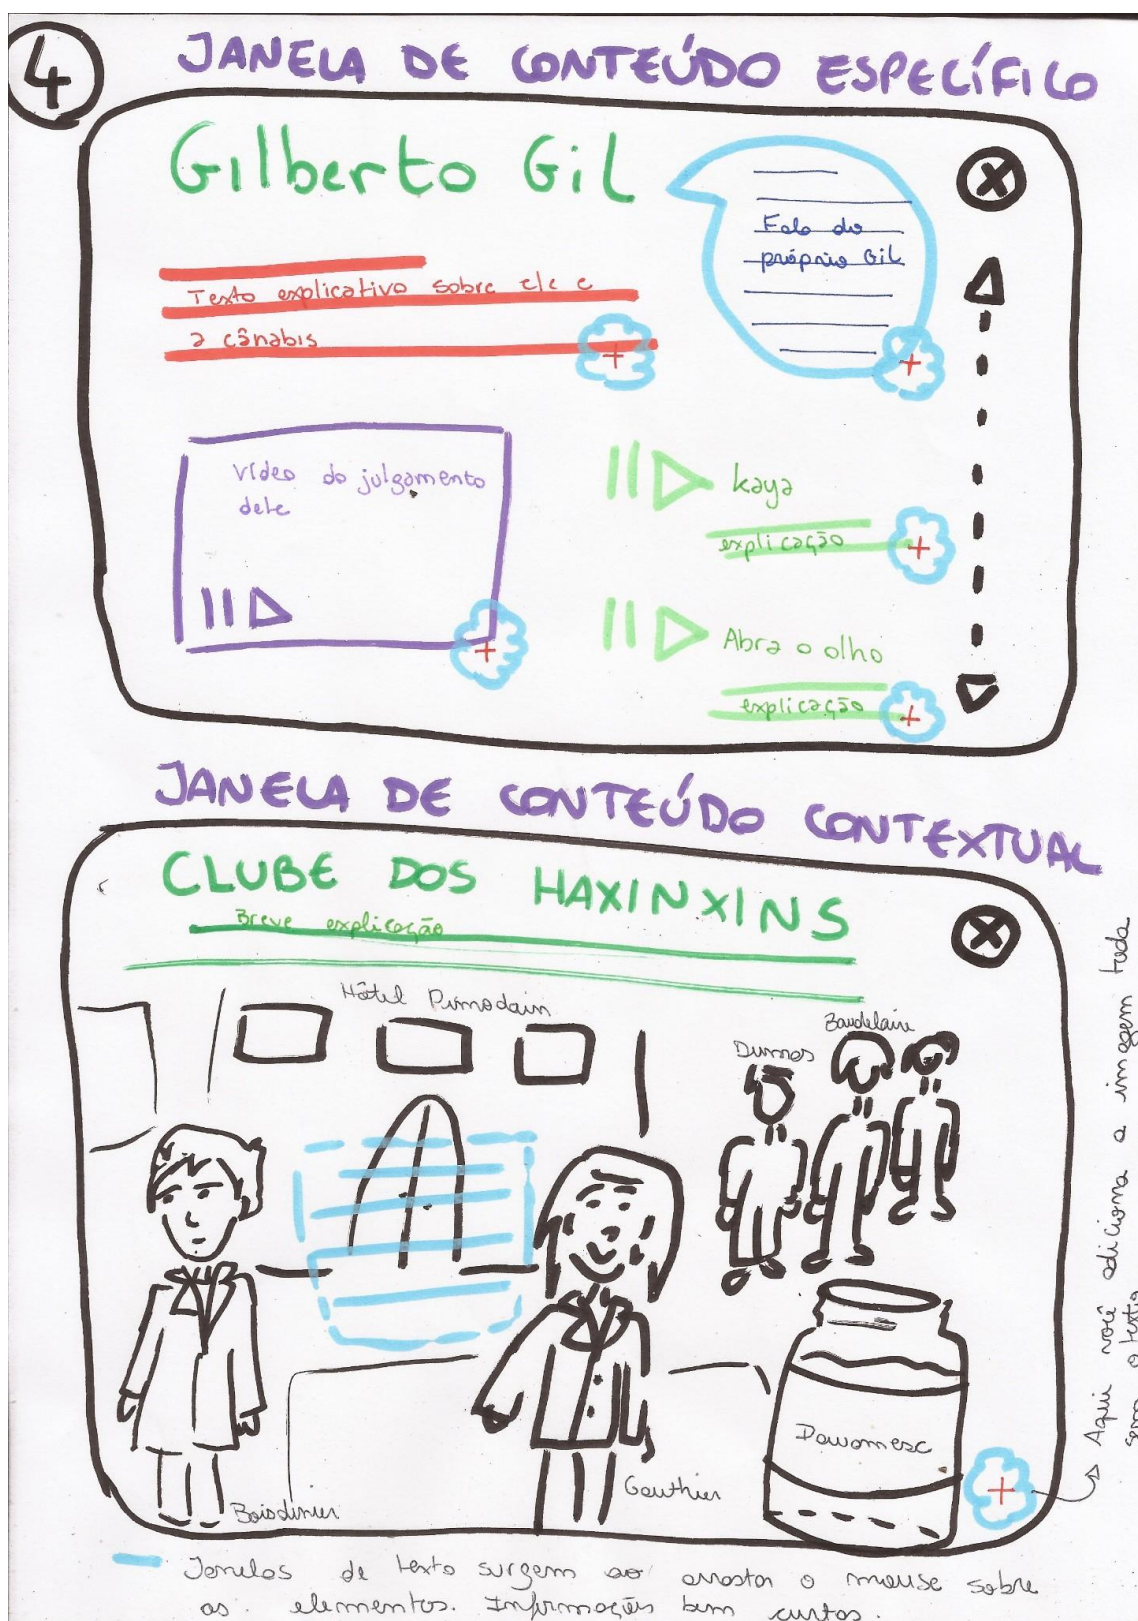 4
JANELA DE CONTEÚDO ESPECÍFICO
Gilberto Gil
X
Fala do
próprio Gil
Texto explicativo sobre ele e
a cânabis
+
+
Vídeo do julgamento
dele
+
kaya
explicação
+
Abra o olho
explicação
+
JANELA DE CONTEÚDO CONTEXTUAL
CLUBE DOS HAXINXINS
Breve explicação
X
Hôtel Pimodain
Dumas
Baudelaire
Boisdinier
Gauthier
Dawamesc
+
Aqui você adiciona a imagem toda
sem o texto
Janelas de texto surgem ao arrastar o mouse sobre
os elementos. Informações bem curtas.